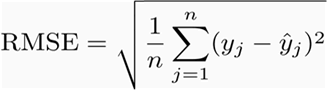 RMSE = √(1/n ∑_{j=1}^{n} (y_j − ŷ_j)²)